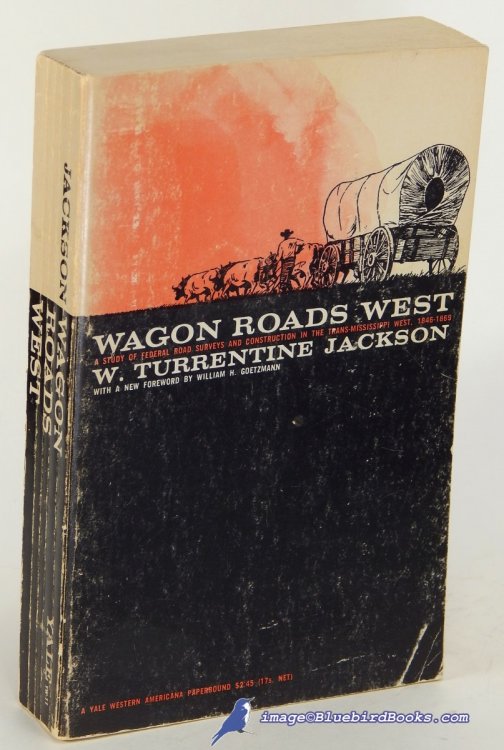 WAGON ROADS WEST
A STUDY OF FEDERAL ROAD SURVEYS AND CONSTRUCTION IN THE TRANS-MISSISSIPPI WEST, 1846-1869
W. TURRENTINE JACKSON
WITH A NEW FOREWORD BY WILLIAM H. GOETZMANN
A YALE WESTERN AMERICANA PAPERBOUND $2.45 (17s. NET)
JACKSON WAGON
ROADS
WEST
YALE
image©BluebirdBooks.com